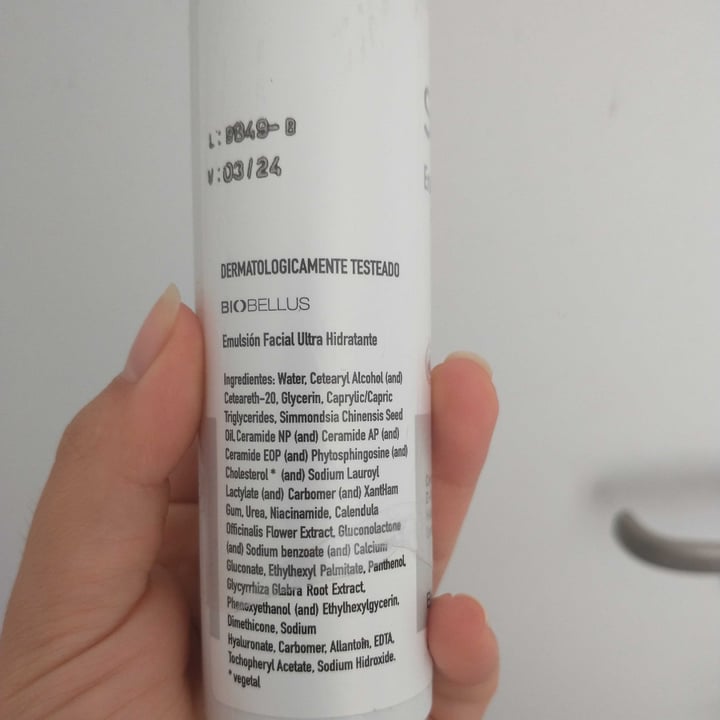 V:03/24
DERMATOLOGICAMENTE TESTEADO
BIOBELLUS
Emulsión Facial Ultra Hidratante
Ingredientes: Water, Cetearyl Alcohol (and)
Ceteareth-20, Glycerin, Caprylic/Capric
Triglycerides, Simmondsia Chinensis Seed
Oil, Ceramide NP (and) Ceramide AP (and)
Ceramide EOP (and) Phytosphingosine (and)
Cholesterol * (and) Sodium Lauroyl
Lactylate (and) Carbomer (and) XantHam
Gum, Urea, Niacinamide, Calendula
Officinalis Flower Extract, Gluconolactone
(and) Sodium benzoate (and) Calcium
Gluconate, Ethylhexyl Palmitate, Panthenol,
Glycyrrhiza Glabra Root Extract,
Phenoxyethanol (and) Ethylhexylgycerin,
Dimethicone, Sodium
Hyaluronate, Carbomer, Allantoin, EDTA,
Tochopheryl Acetate, Sodium Hidroxide.
* vegetal